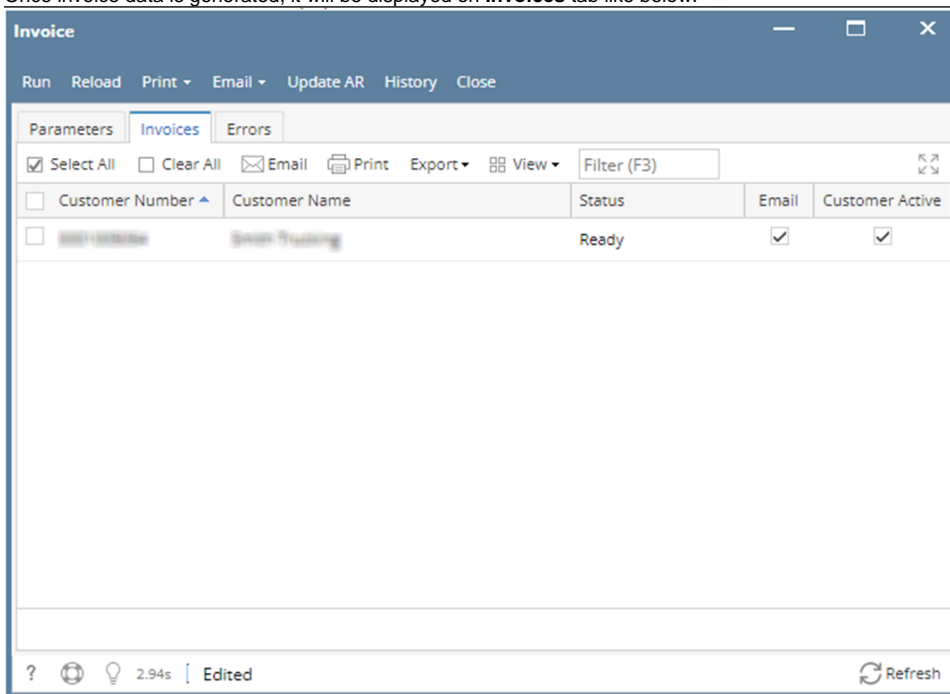 Once invoice data is generated, it will be displayed on Invoices tab like below.
Invoice
Run Reload Print Email Update AR History Close
Parameters Invoices Errors
Select All Clear All Email Print Export View Filter (F3)
Customer Number Customer Name Status Email Customer Active
Ready
? 2.94s Edited Refresh